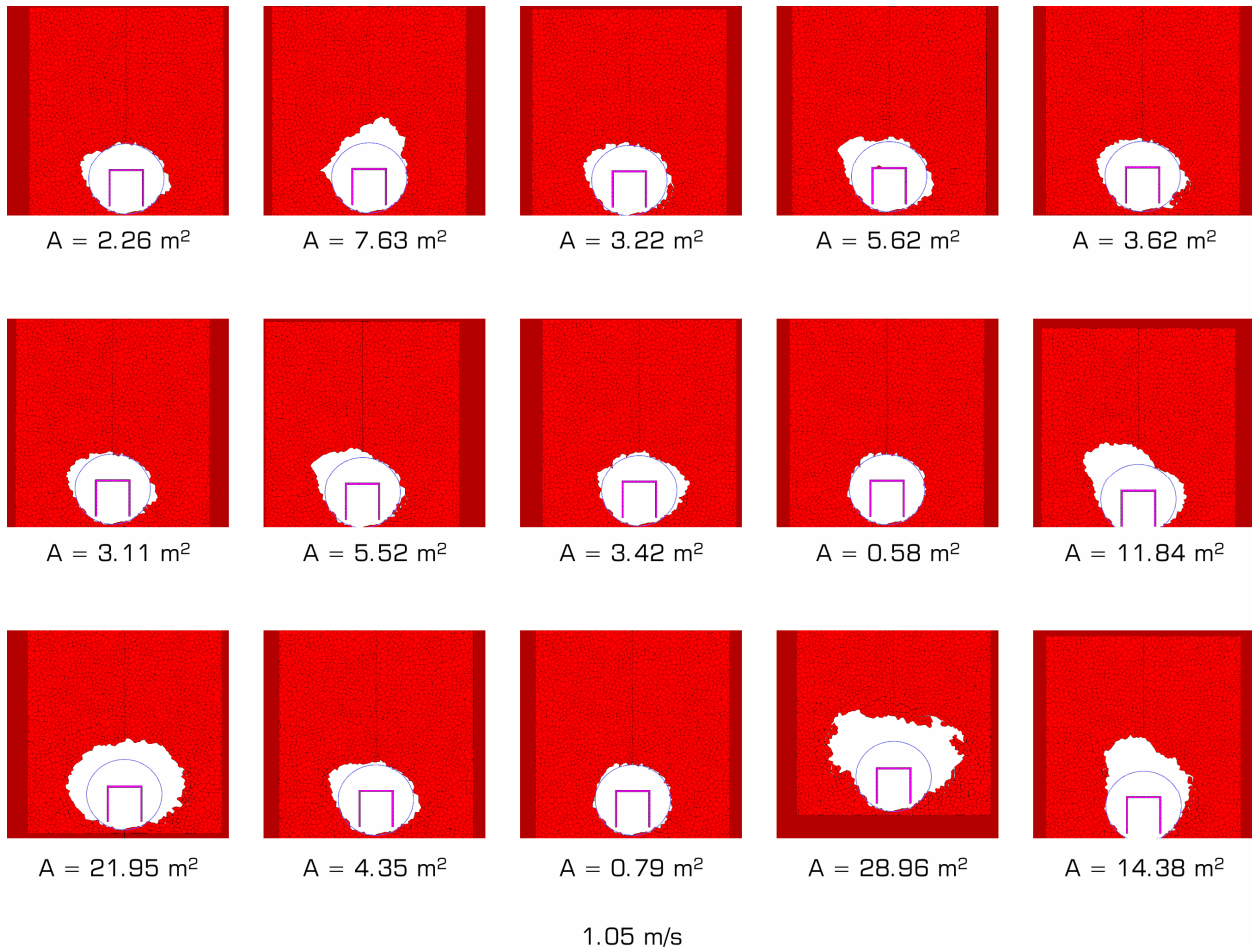 A = 2.26 m²
A = 7.63 m²
A = 3.22 m²
A = 5.62 m²
A = 3.62 m²
A = 3.11 m²
A = 5.52 m²
A = 3.42 m²
A = 0.58 m²
A = 11.84 m²
A = 21.95 m²
A = 4.35 m²
A = 0.79 m²
A = 28.96 m²
A = 14.38 m²
1.05 m/s